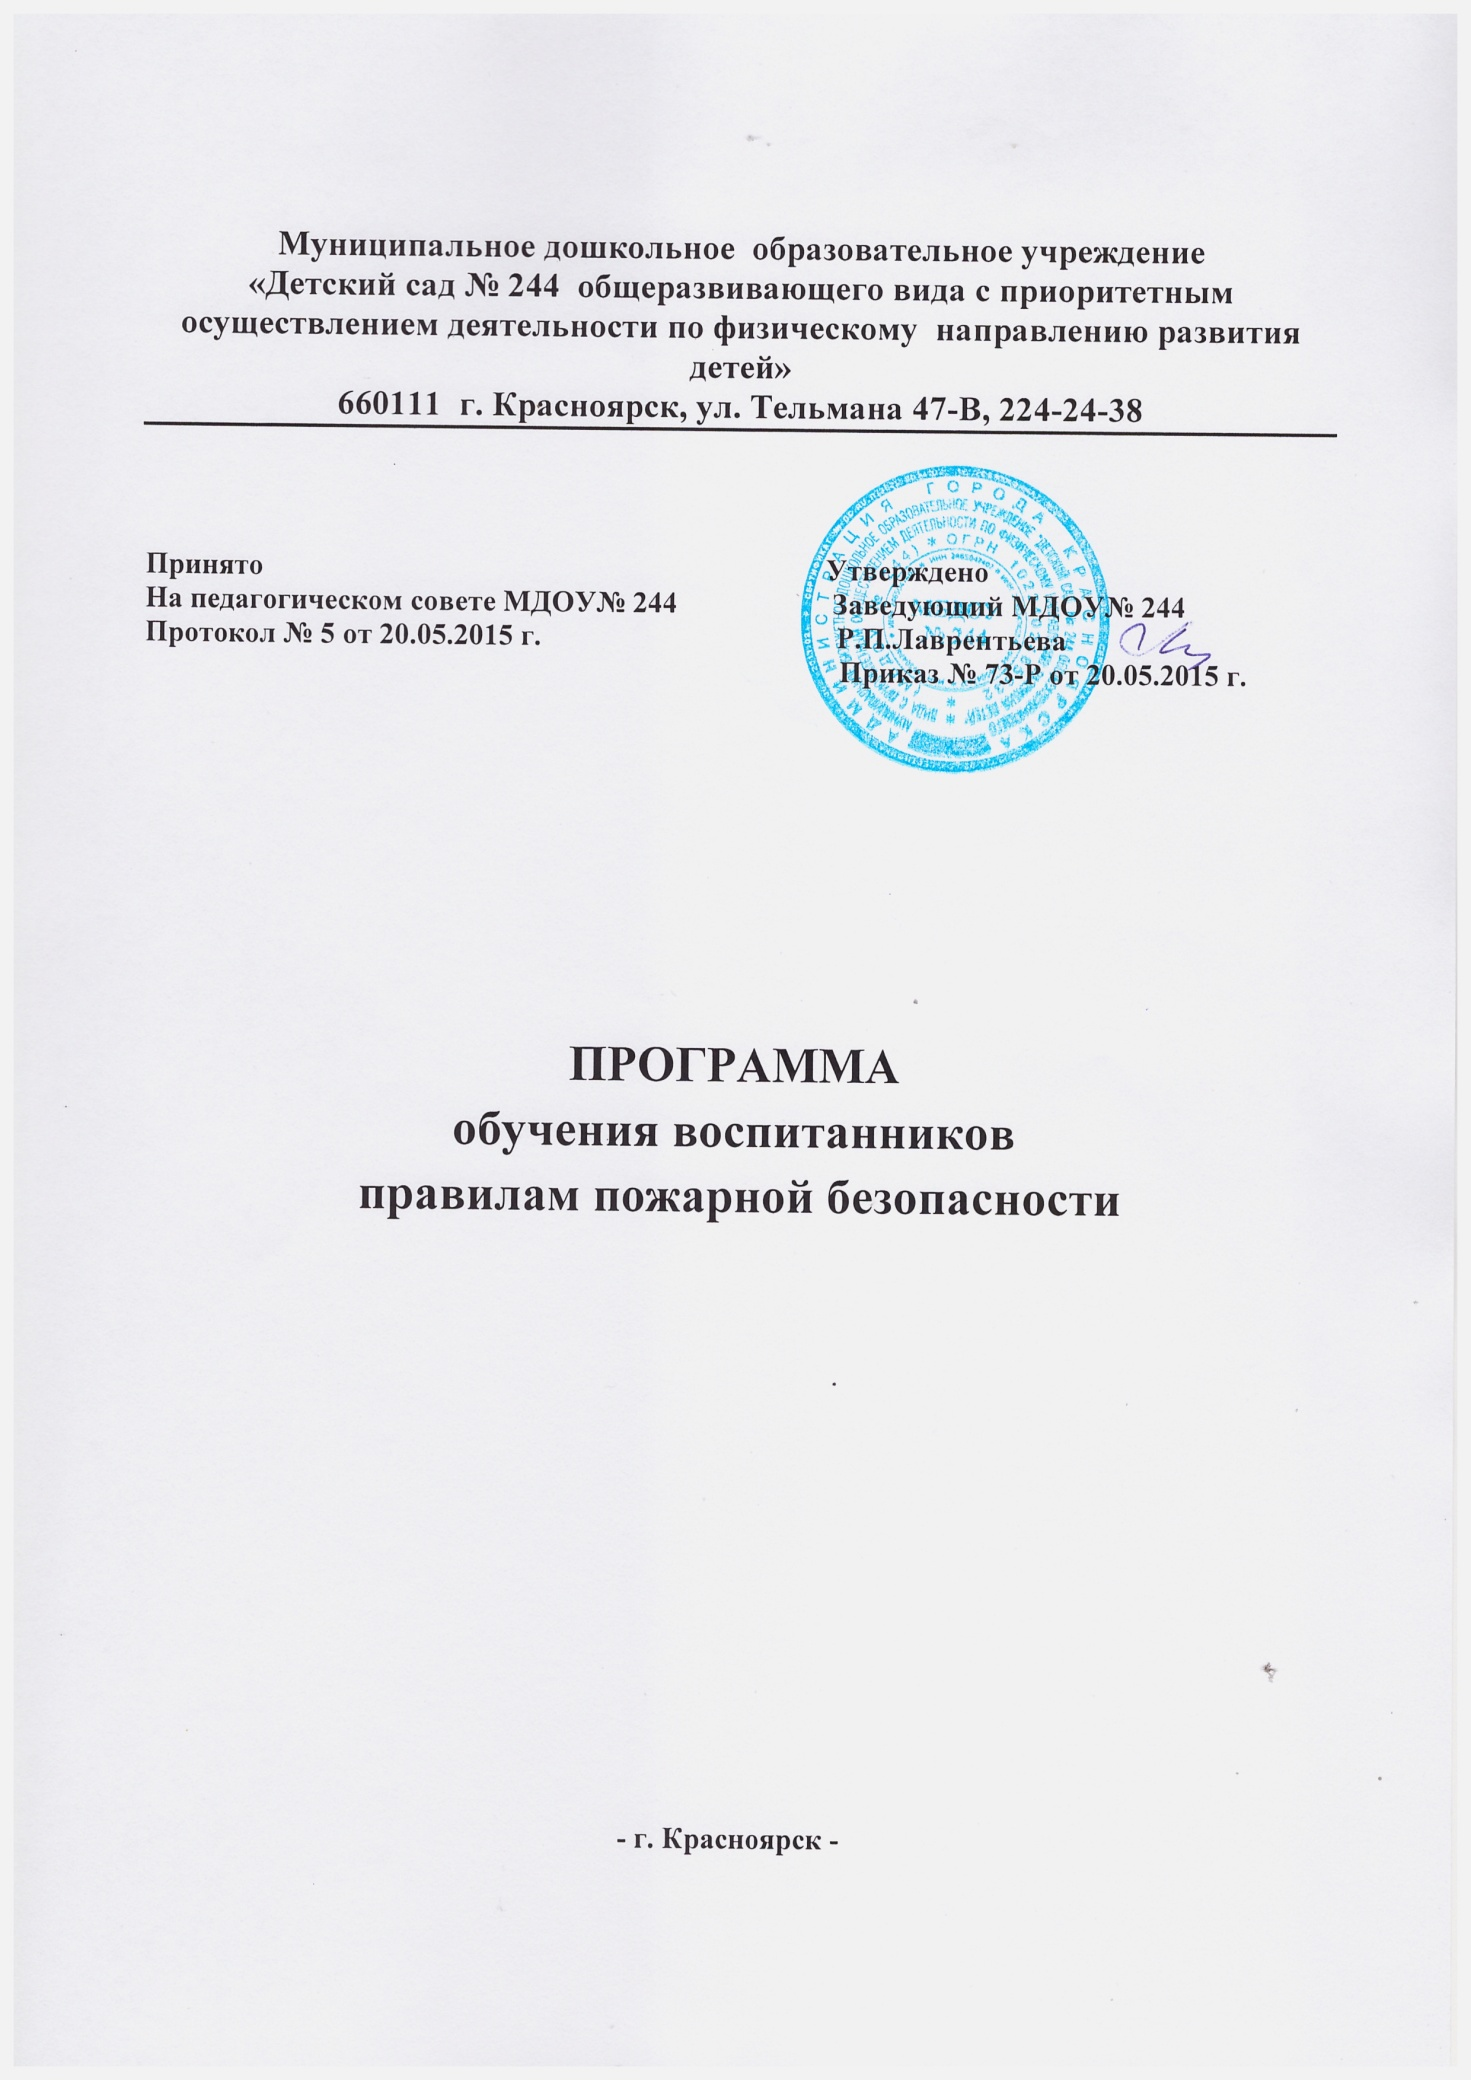 Муниципальное дошкольное образовательное учреждение
«Детский сад № 244 общеразвивающего вида с приоритетным
осуществлением деятельности по физическому направлению развития
детей»
660111 г. Красноярск, ул. Тельмана 47-В, 224-24-38
Принято
На педагогическом совете МДОУ№ 244
Протокол № 5 от 20.05.2015 г.
Утверждено
Заведующий МДОУ№ 244
Р.П.Лаврентьева
Приказ № 73-Р от 20.05.2015 г.
АДМИНИСТРАЦИЯ ГОРОДА КРАСНОЯРСКА
ПРОГРАММА
обучения воспитанников
правилам пожарной безопасности
- г. Красноярск -